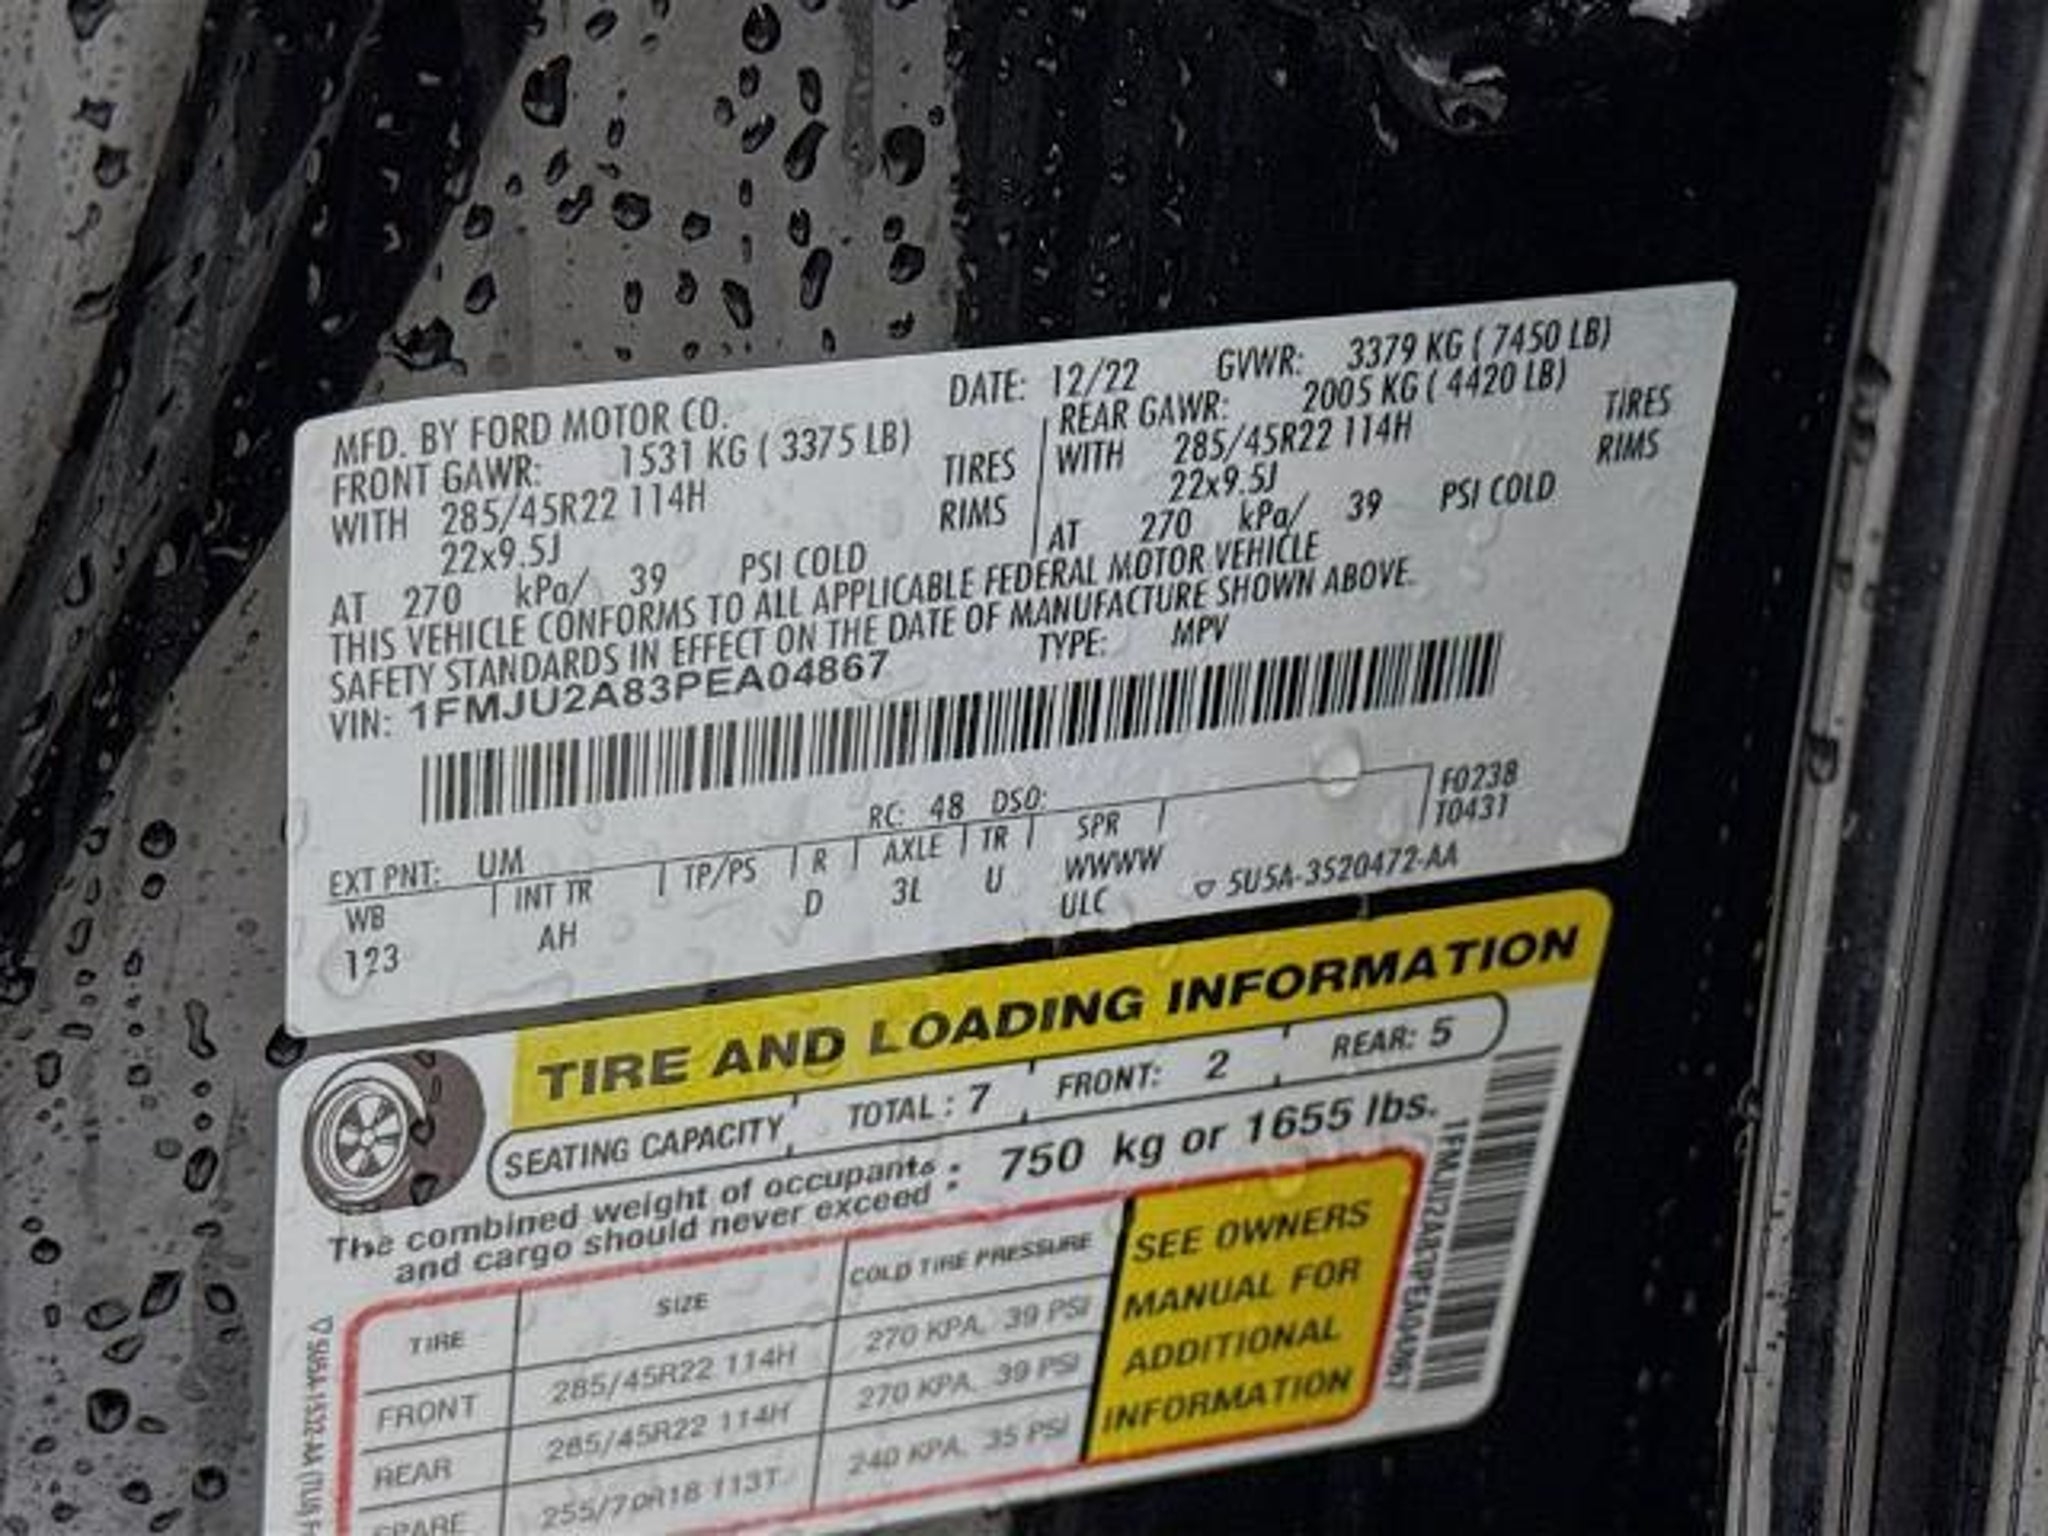 MFD. BY FORD MOTOR CO. DATE: 12/22 GVWR: 3379 KG ( 7450 LB)
FRONT GAWR: 1531 KG ( 3375 LB) REAR GAWR: 2005 KG ( 4420 LB)
WITH 285/45R22 114H TIRES WITH 285/45R22 114H TIRES
22x9.5J RIMS 22x9.5J RIMS
AT 270 kPa/ 39 PSI COLD AT 270 kPa/ 39 PSI COLD
THIS VEHICLE CONFORMS TO ALL APPLICABLE FEDERAL MOTOR VEHICLE
SAFETY STANDARDS IN EFFECT ON THE DATE OF MANUFACTURE SHOWN ABOVE.
VIN: 1FMJU2A83PEA04867 TYPE: MPV
F0238
T0431
EXT PNT: UM RC: 48 DSO:
WB INT TR TP/PS R AXLE TR SPR
123 AH D 3L U WWWW
ULC
5U5A-3520472-AA
TIRE AND LOADING INFORMATION
SEATING CAPACITY TOTAL : 7 FRONT: 2 REAR: 5
The combined weight of occupants
and cargo should never exceed : 750 kg or 1655 lbs.
TIRE SIZE COLD TIRE PRESSURE
FRONT 285/45R22 114H 270 KPA, 39 PSI
REAR 285/45R22 114H 270 KPA, 39 PSI
SPARE 255/70R18 113T 240 KPA, 35 PSI
SEE OWNERS
MANUAL FOR
ADDITIONAL
INFORMATION
1FMJU2A83PEA04867
5U5A-1532-AA